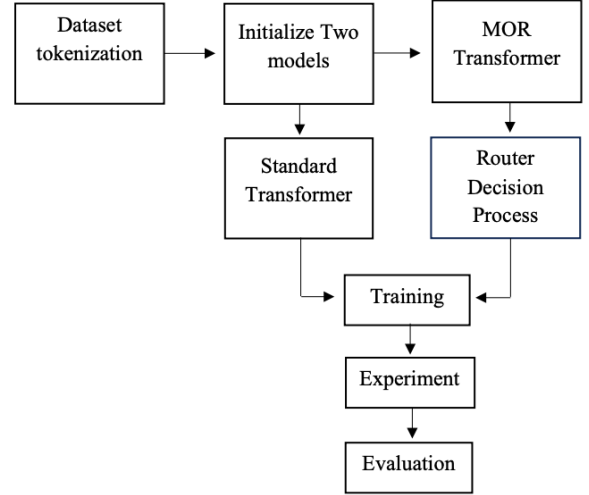 Dataset
tokenization
Initialize Two
models
MOR
Transformer
Standard
Transformer
Router
Decision
Process
Training
Experiment
Evaluation